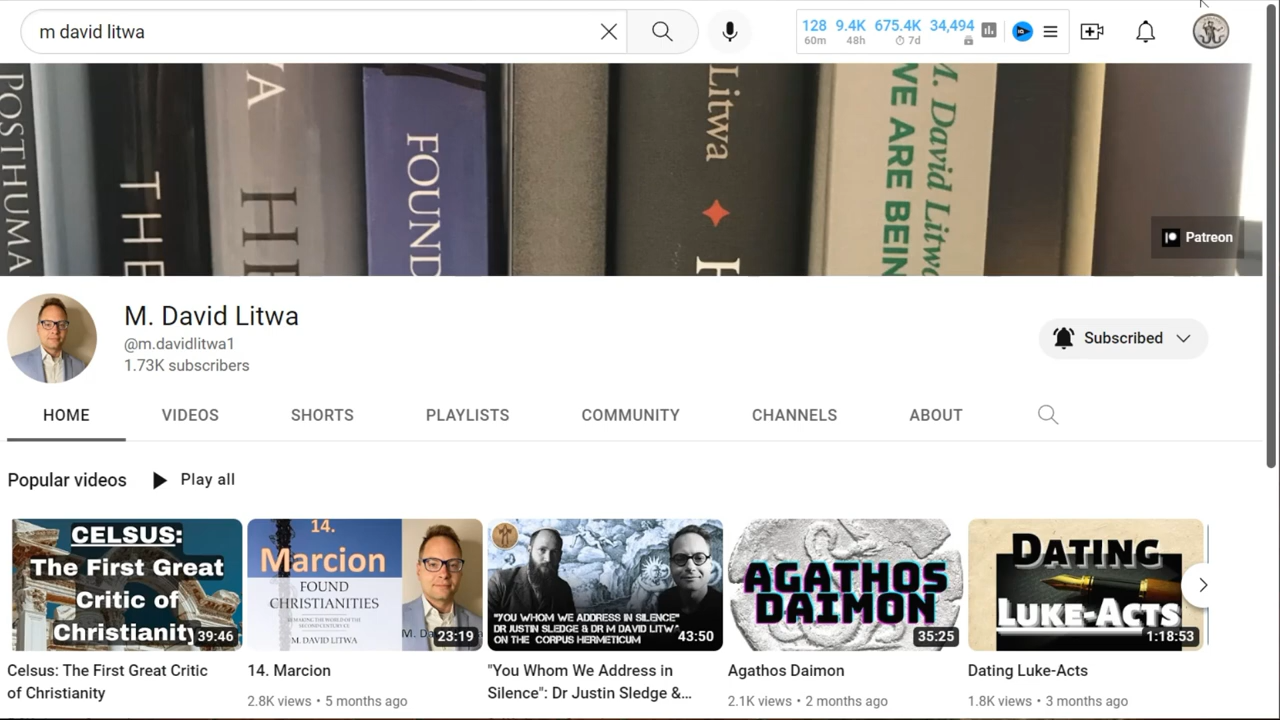 m david litwa
128 9.4K 675.4K 34,494
60m 48h 7d
POSTHUMA
THE
A HE
FOUND
Litwa H
M. David Litwa
VE ARE BEIN
Patreon
M. David Litwa
@m.davidlitwa1
1.73K subscribers
Subscribed
HOME VIDEOS SHORTS PLAYLISTS COMMUNITY CHANNELS ABOUT
Popular videos Play all
CELSUS:
The First Great
Critic of
Christianity
39:46
14.
Marcion
FOUND
CHRISTIANITIES
M. DAVID LITWA
M. Da
23:19
"YOU WHOM WE ADDRESS IN SILENCE"
DR JUSTIN SLEDGE & DR M DAVID LITW
ON THE CORPUS HERMETICUM
43:50
AGATHOS
DAIMON
35:25
DATING
LUKE-ACTS
1:18:53
Celsus: The First Great Critic
of Christianity
14. Marcion
2.8K views • 5 months ago
"You Whom We Address in
Silence": Dr Justin Sledge &...
Agathos Daimon
2.1K views • 2 months ago
Dating Luke-Acts
1.8K views • 3 months ago